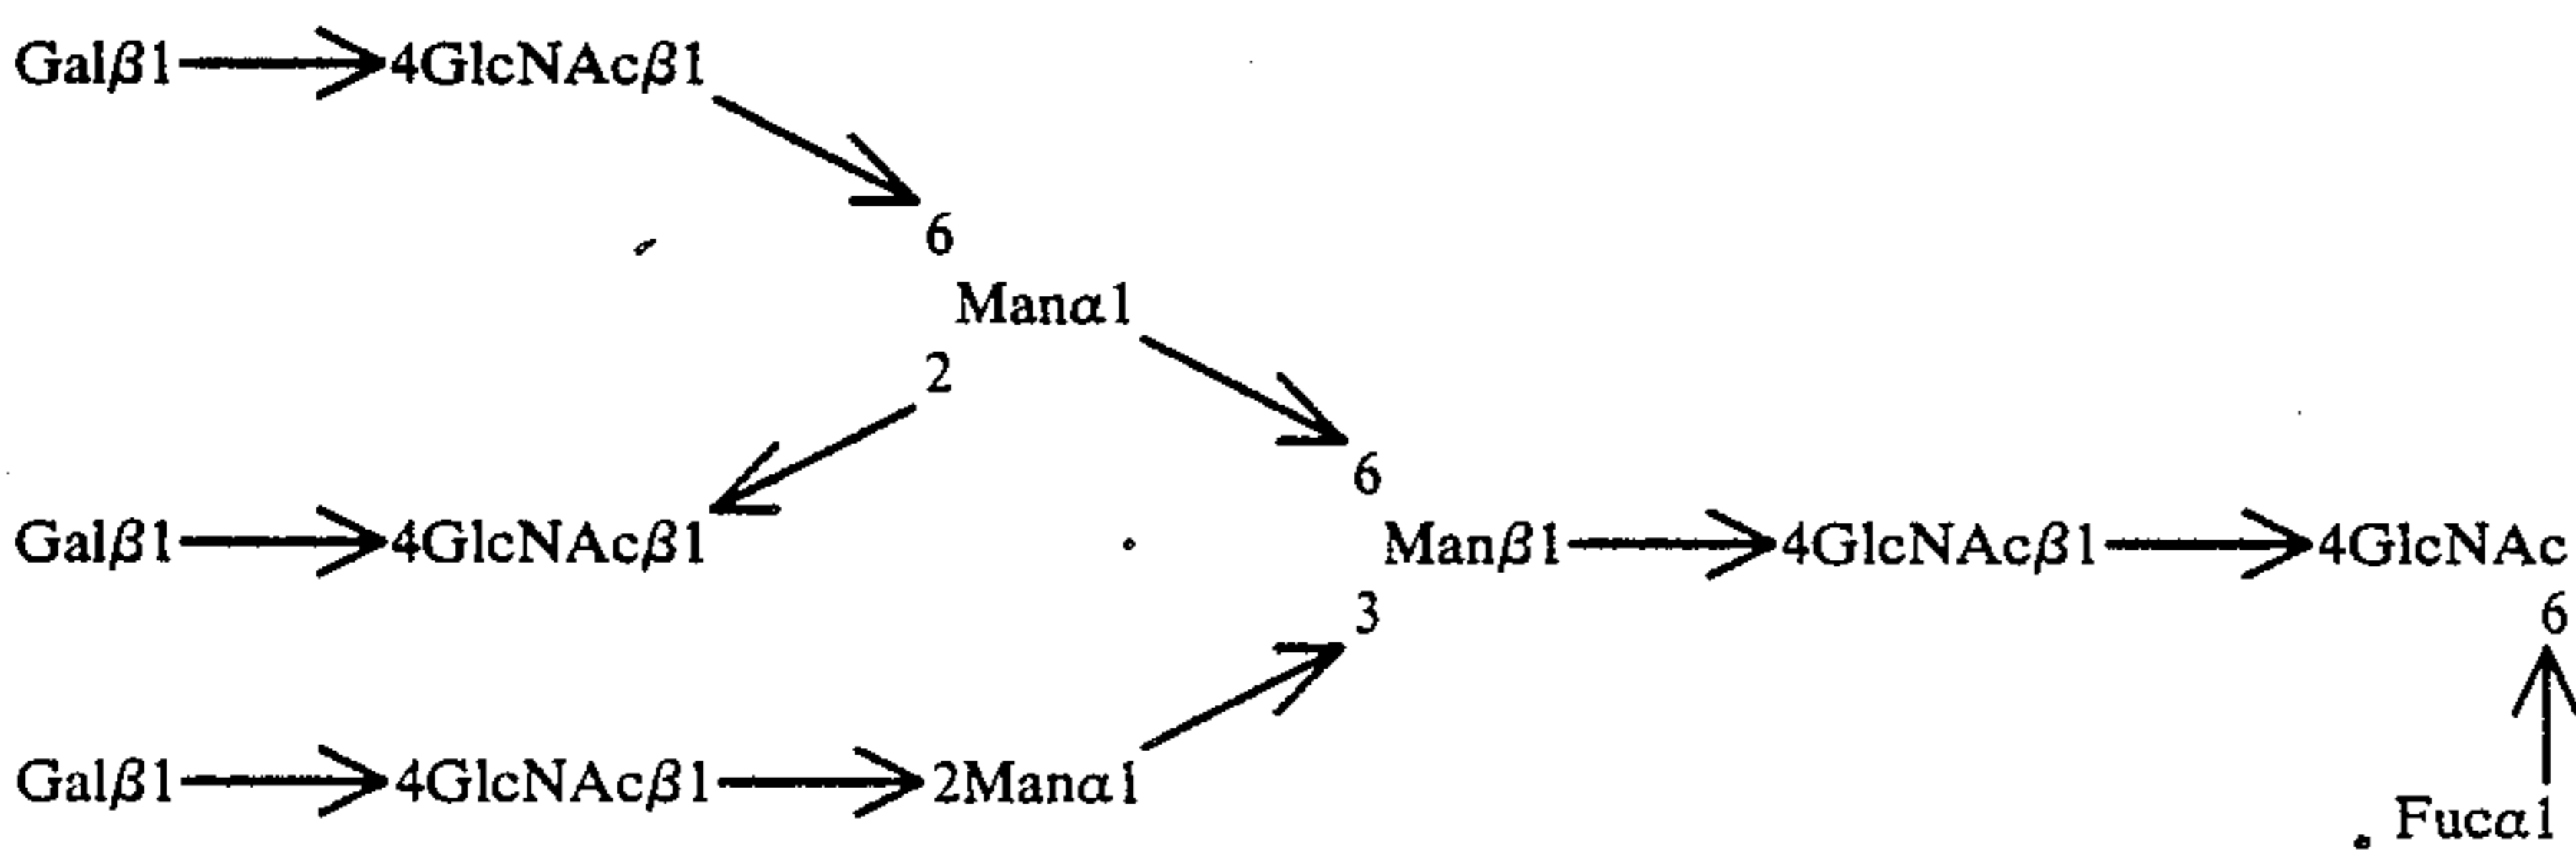 Galβ1 → 4GlcNAcβ1
6
Manα1
2
6
Galβ1 → 4GlcNAcβ1
Manβ1 → 4GlcNAcβ1 → 4GlcNAc
3
6
Galβ1 → 4GlcNAcβ1 → 2Manα1
Fucα1